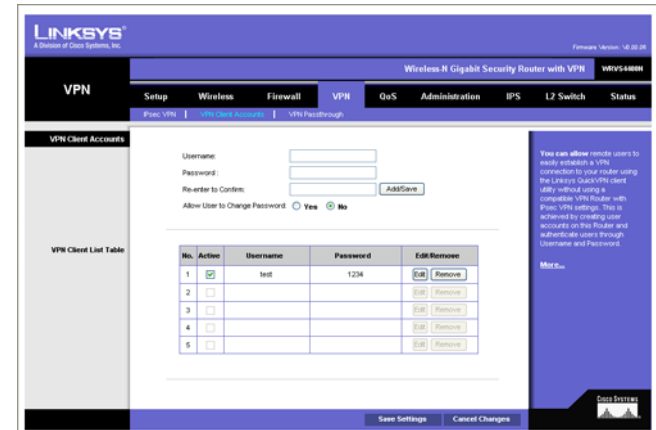 LINKSYS®
A Division of Cisco Systems, Inc.
Firmware Version: V0.00.08
Wireless-N Gigabit Security Router with VPN WRVS4400N
VPN
Setup Wireless Firewall VPN QoS Administration IPS L2 Switch Status
IPsec VPN | VPN Client Accounts | VPN Passthrough
VPN Client Accounts
Username:
Password :
Re-enter to Confirm: Add/Save
Allow User to Change Password: Yes No
VPN Client List Table
No. Active Username Password Edit/Remove
1 test 1234 Edit Remove
2 Edit Remove
3 Edit Remove
4 Edit Remove
5 Edit Remove
You can allow remote users to
easily establish a VPN
connection to your router using
the Linksys QuickVPN client
utility without using a
compatible VPN Router with
IPsec VPN settings. This is
achieved by creating user
accounts on this Router and
authenticate users through
Username and Password.
More...
Save Settings Cancel Changes
CISCO SYSTEMS